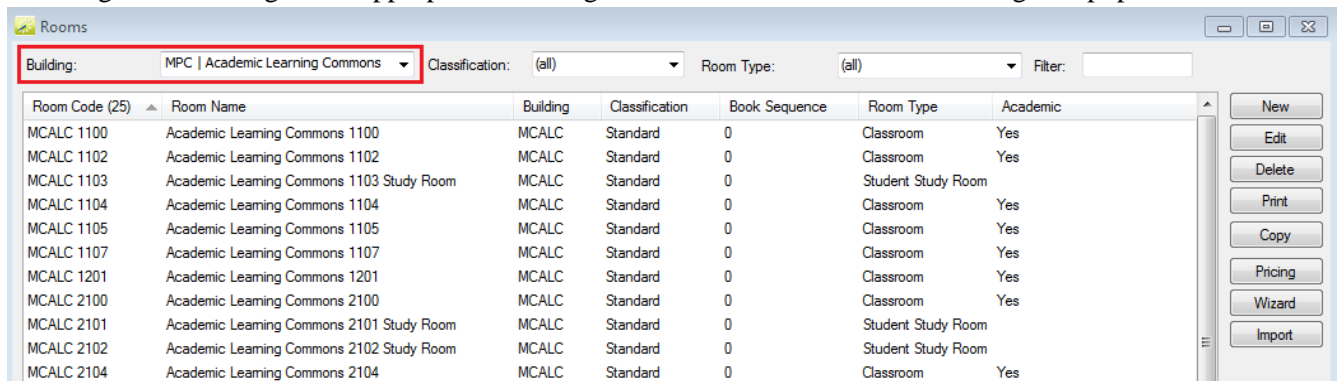 Rooms
Building: MPC | Academic Learning Commons Classification: (all) Room Type: (all) Filter:
Room Code (25) Room Name Building Classification Book Sequence Room Type Academic New
MCALC 1100 Academic Learning Commons 1100 MCALC Standard 0 Classroom Yes Edit
MCALC 1102 Academic Learning Commons 1102 MCALC Standard 0 Classroom Yes
MCALC 1103 Academic Learning Commons 1103 Study Room MCALC Standard 0 Student Study Room Delete
MCALC 1104 Academic Learning Commons 1104 MCALC Standard 0 Classroom Yes Print
MCALC 1105 Academic Learning Commons 1105 MCALC Standard 0 Classroom Yes Copy
MCALC 1107 Academic Learning Commons 1107 MCALC Standard 0 Classroom Yes
MCALC 1201 Academic Learning Commons 1201 MCALC Standard 0 Classroom Yes Pricing
MCALC 2100 Academic Learning Commons 2100 MCALC Standard 0 Classroom Yes Wizard
MCALC 2101 Academic Learning Commons 2101 Study Room MCALC Standard 0 Student Study Room Import
MCALC 2102 Academic Learning Commons 2102 Study Room MCALC Standard 0 Student Study Room
MCALC 2104 Academic Learning Commons 2104 MCALC Standard 0 Classroom Yes